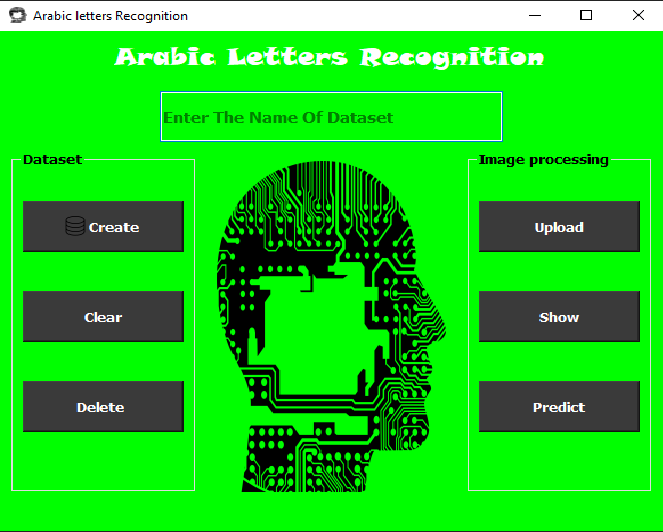 Arabic letters Recognition
Arabic Letters Recognition
Enter The Name Of Dataset
Dataset
Create
Clear
Delete
Image processing
Upload
Show
Predict